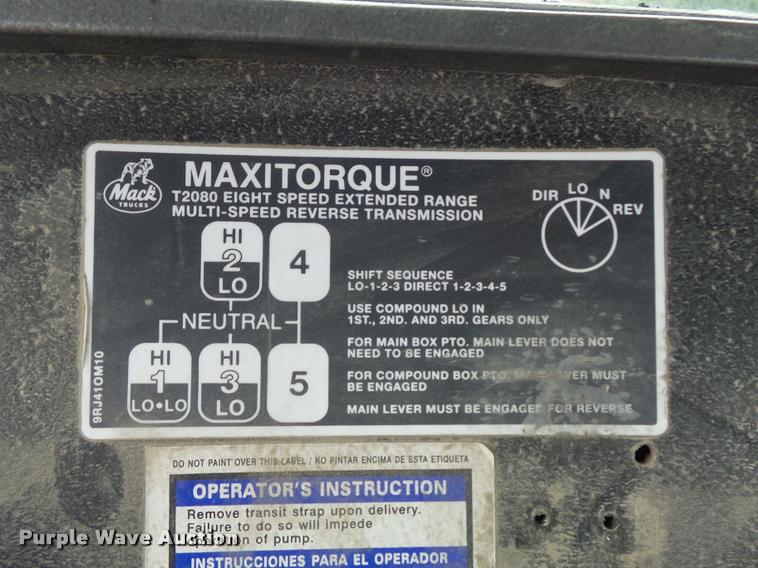 Mack
TRUCKS
MAXITORQUE®
T2080 EIGHT SPEED EXTENDED RANGE
MULTI-SPEED REVERSE TRANSMISSION
DIR LO N REV
HI
2
LO
4
NEUTRAL
HI
1
LO•LO
HI
3
LO
5
SHIFT SEQUENCE
LO-1-2-3 DIRECT 1-2-3-4-5
USE COMPOUND LO IN
1ST., 2ND. AND 3RD. GEARS ONLY
FOR MAIN BOX PTO. MAIN LEVER DOES NOT
NEED TO BE ENGAGED
FOR COMPOUND BOX PTO. MAIN LEVER MUST
BE ENGAGED
MAIN LEVER MUST BE ENGAGED FOR REVERSE
9RJ41OM10
DO NOT PAINT OVER THIS LABEL / NO PINTAR ENCIMA DE ESTA ETIQUETA
OPERATOR'S INSTRUCTION
Remove transit strap upon delivery.
Failure to do so will impede
operation of pump.
INSTRUCCIONES PARA EL OPERADOR
Purple Wave Auction